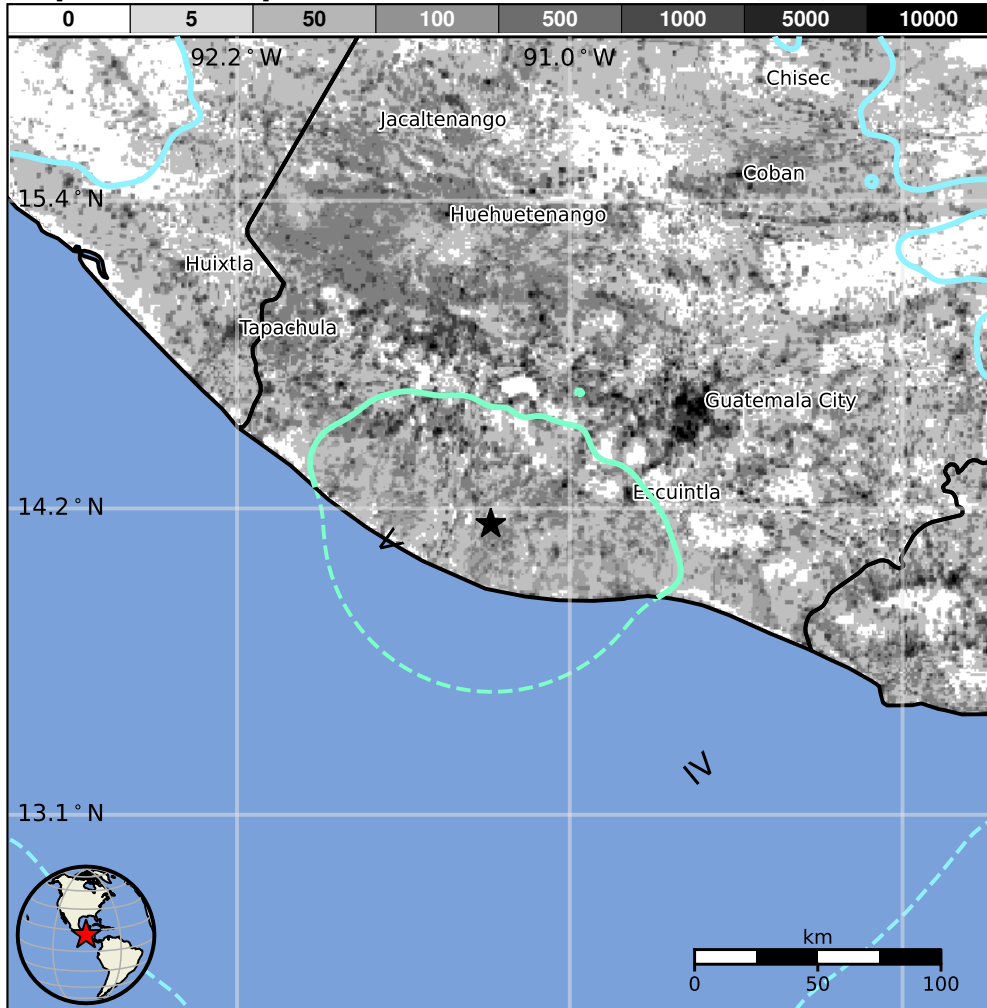 0 5 50 100 500 1000 5000 10000
92.2°W 91.0°W
Chisec
Jacaltenango
Coban
15.4°N
Huehuetenango
Huixtla
Tapachula
Guatemala City
Escuintla
14.2°N
V
IV
13.1°N
km
0 50 100